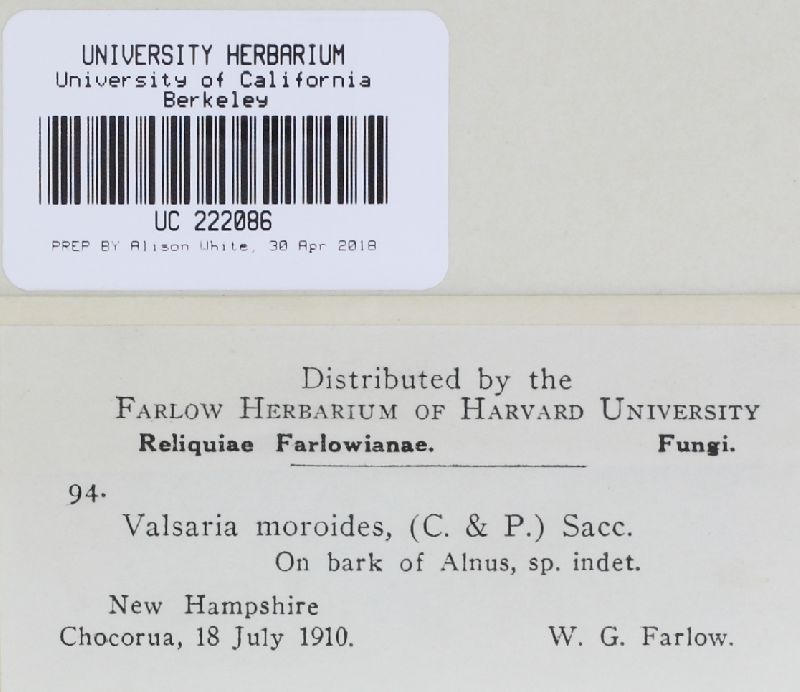 UNIVERSITY HERBARIUM
University of California
Berkeley
UC 222086
PREP BY Alison White, 30 Apr 2018
Distributed by the
FARLOW HERBARIUM OF HARVARD UNIVERSITY
Reliquiae Farlowianae. Fungi.
94.
Valsaria moroides, (C. & P.) Sacc.
On bark of Alnus, sp. indet.
New Hampshire
Chocorua, 18 July 1910. W. G. Farlow.